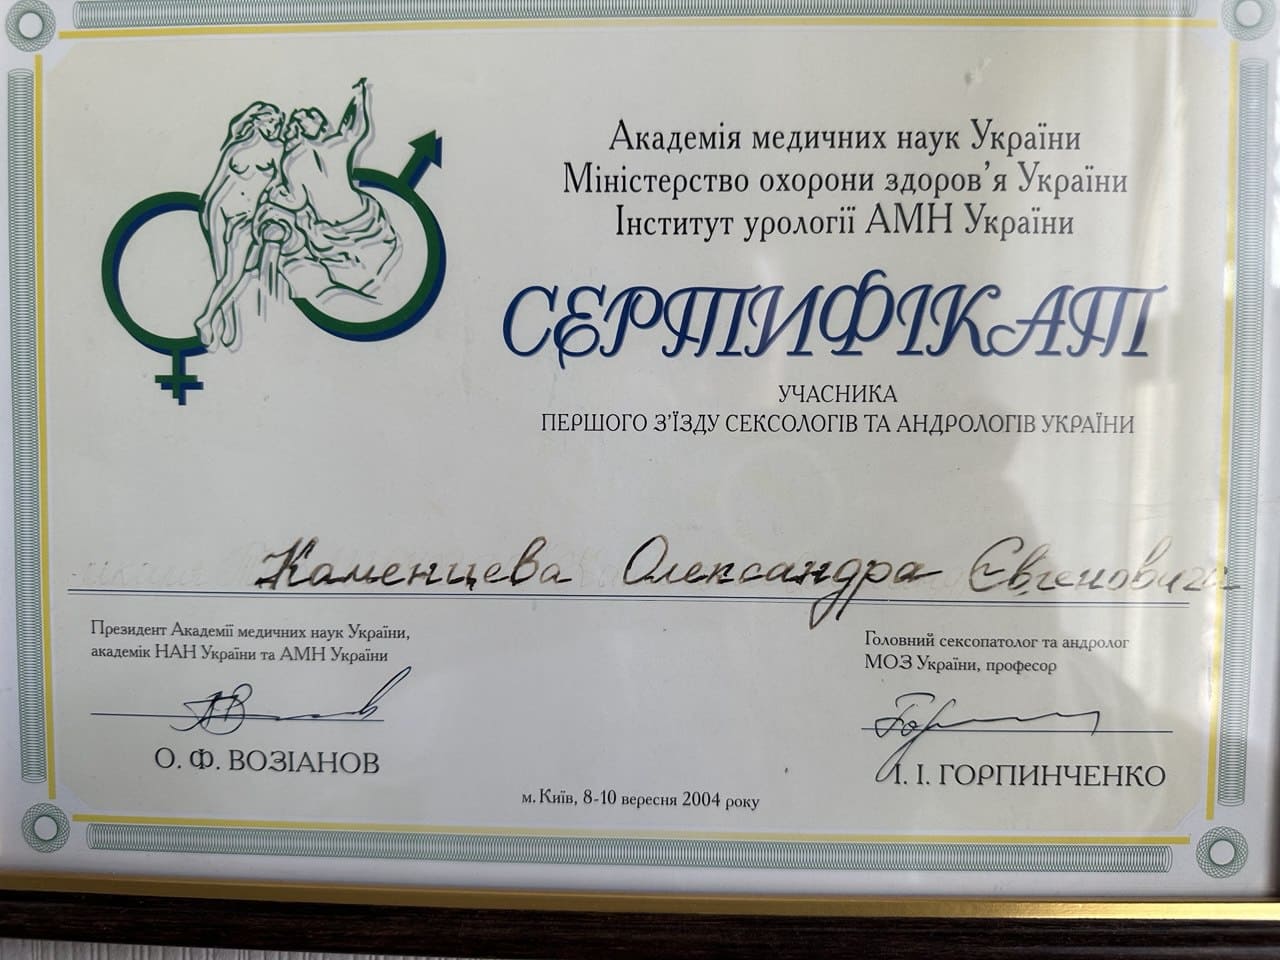 Академія медичних наук України
Міністерство охорони здоров’я України
Інститут урології АМН України
СЕРТИФІКАТ
УЧАСНИКА
ПЕРШОГО З’ЇЗДУ СЕКСОЛОГІВ ТА АНДРОЛОГІВ УКРАЇНИ
Каменцева Олександра Євгеновича
Президент Академії медичних наук України,
академік НАН України та АМН України
О. Ф. ВОЗІАНОВ
Головний сексопатолог та андролог
МОЗ України, професор
І. І. ГОРПИНЧЕНКО
м. Київ, 8-10 вересня 2004 року